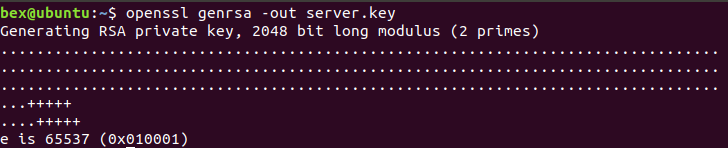 bex@ubuntu:~$ openssl genrsa -out server.key
Generating RSA private key, 2048 bit long modulus (2 primes)
..........................................................................................
..........................................................................................
..........................................................................................
...+++++
....+++++
e is 65537 (0x010001)